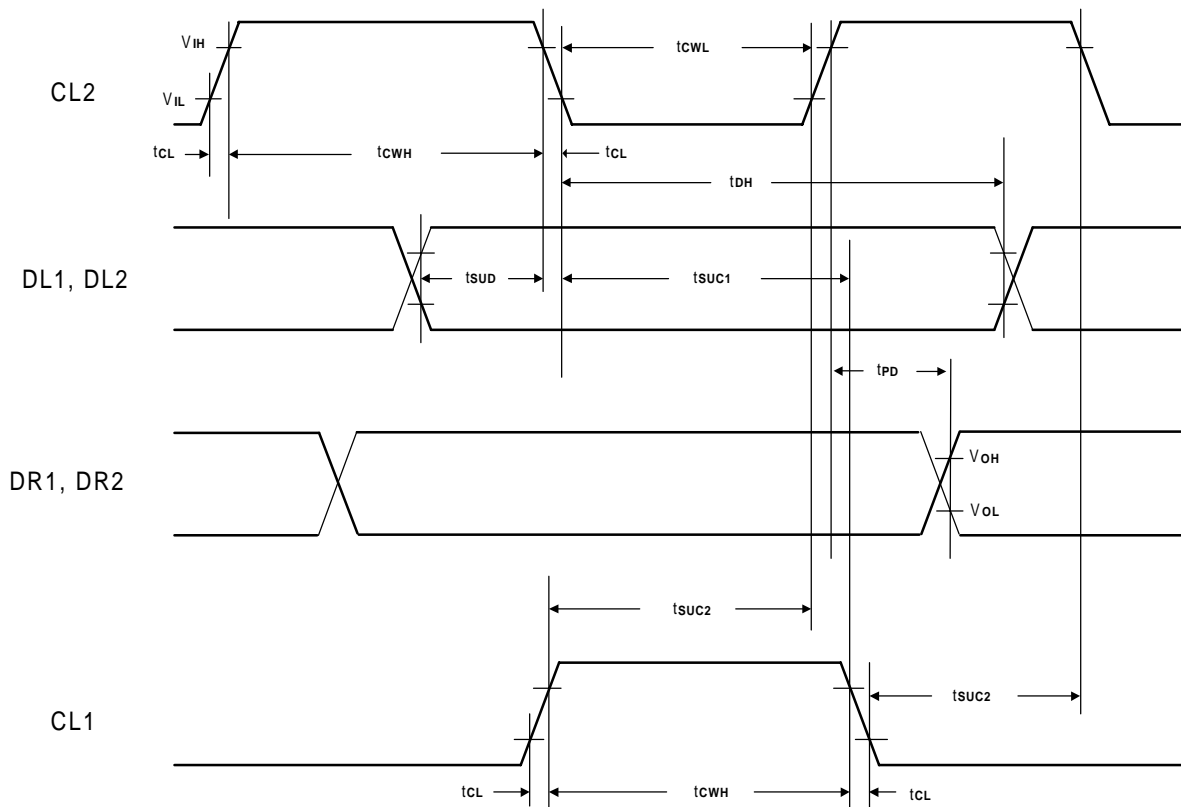 VIH
tCWL
CL2
VIL
tCL
tCWH
tCL
tDH
DL1, DL2
tSUD
tSUC1
tPD
DR1, DR2
VOH
VOL
tSUC2
tSUC2
CL1
tCL
tCWH
tCL